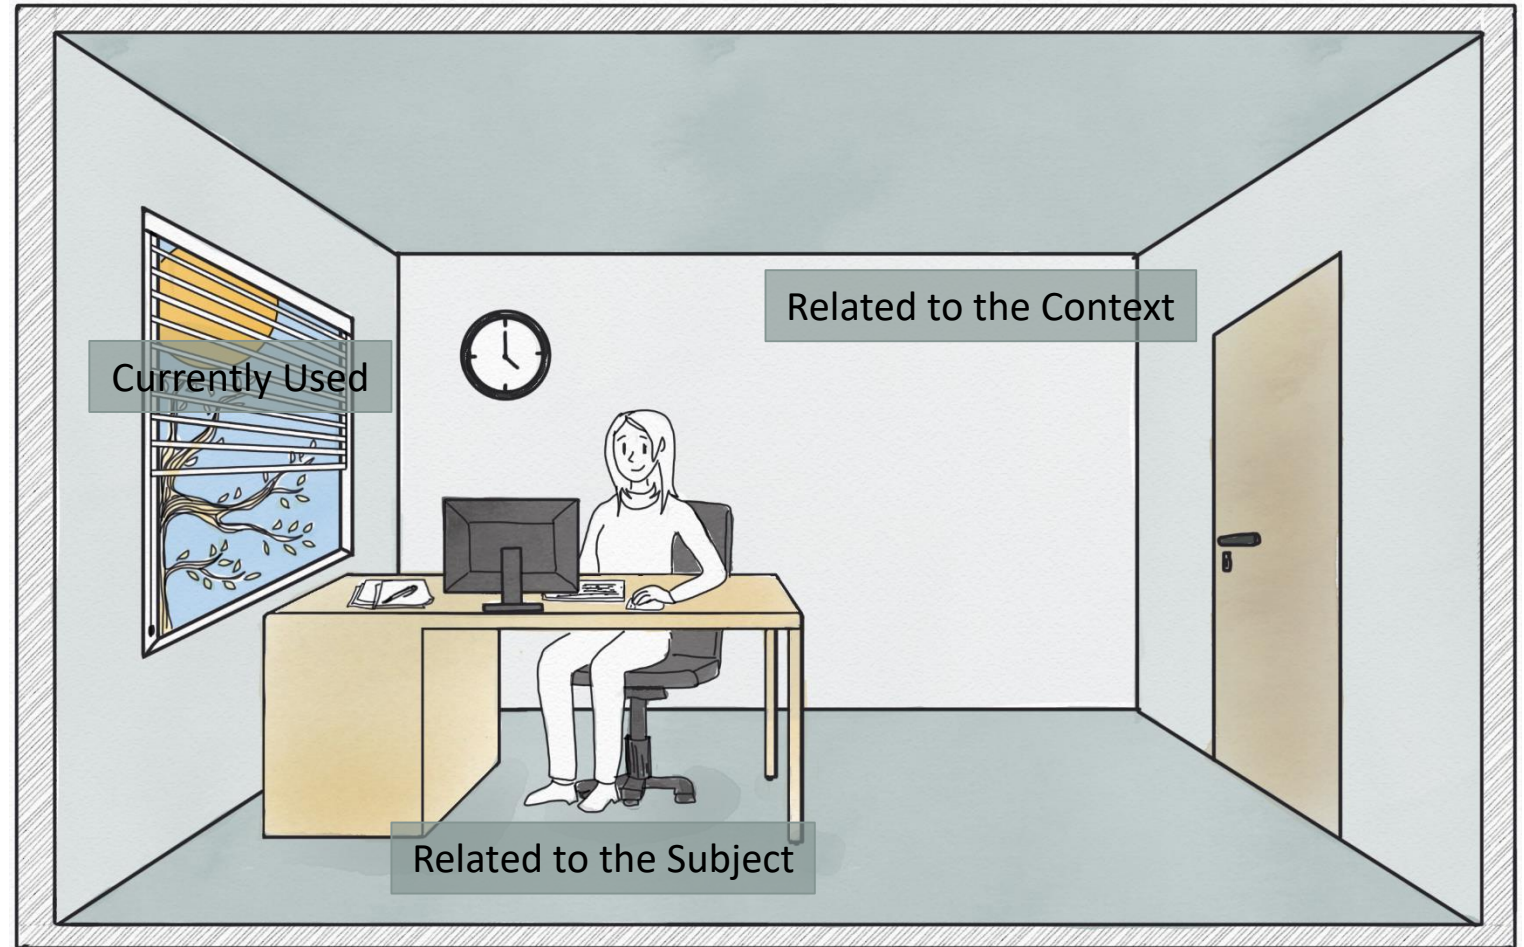 Related to the Context
Currently Used
Related to the Subject